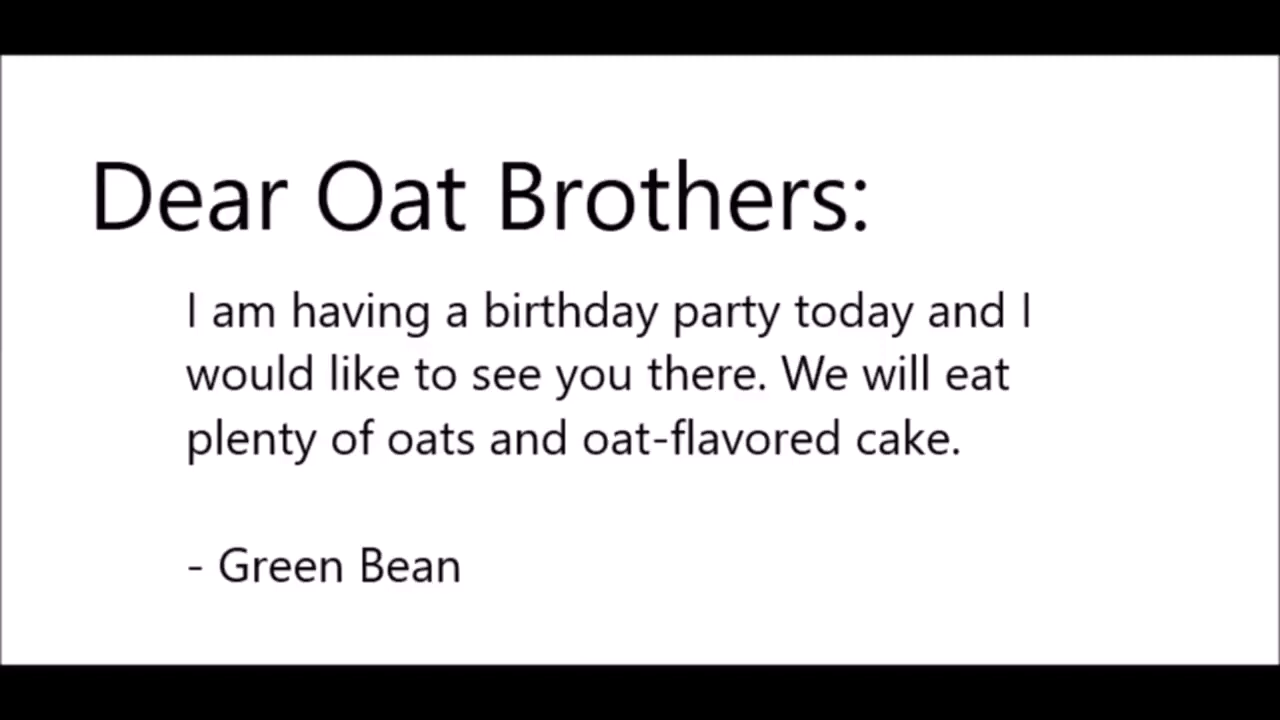 Dear Oat Brothers:
I am having a birthday party today and I
would like to see you there. We will eat
plenty of oats and oat-flavored cake.
- Green Bean